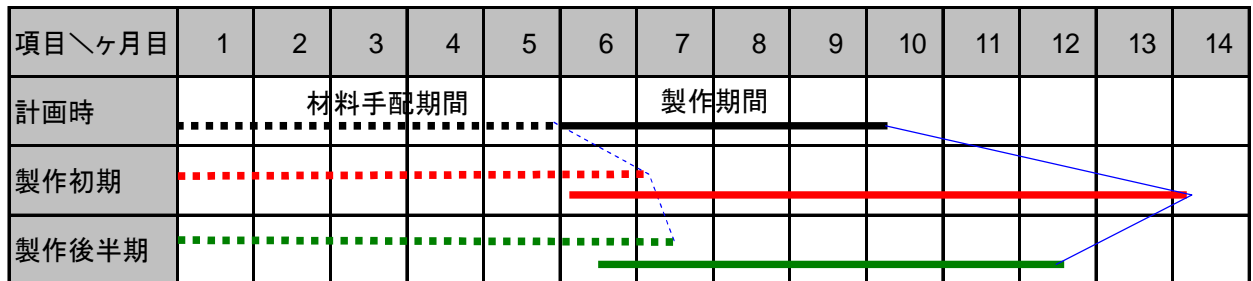 項目＼ヶ月目 1 2 3 4 5 6 7 8 9 10 11 12 13 14
計画時 材料手配期間 製作期間
製作初期
製作後半期